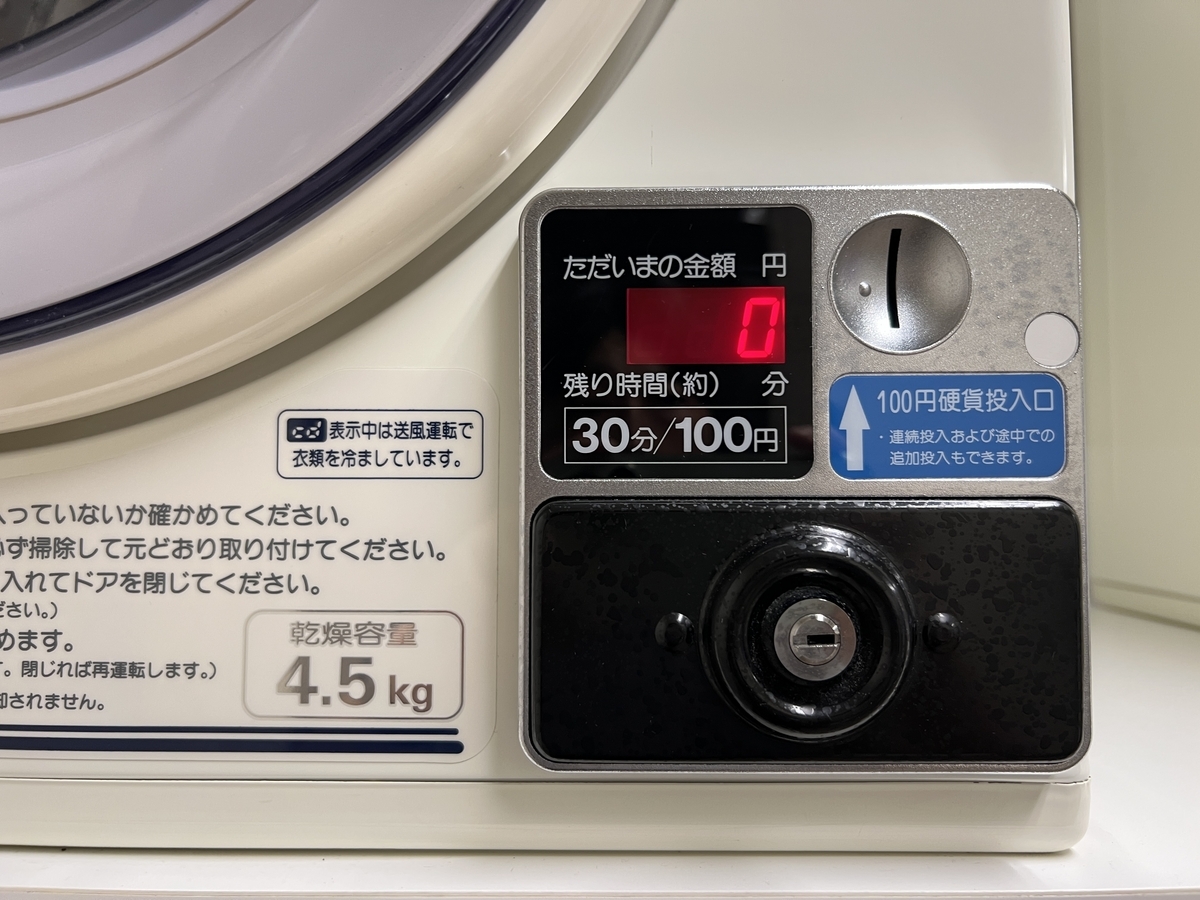 ただいまの金額 円
0
残り時間(約) 分
30分/100円
100円硬貨投入口
・連続投入および途中での
追加投入もできます。
表示中は送風運転で
衣類を冷ましています。
入っていないか確かめてください。
ず掃除して元どおり取り付けてください。
入れてドアを閉じてください。
ださい。)
めます。
。閉じれば再運転します。)
却されません。
乾燥容量
4.5kg